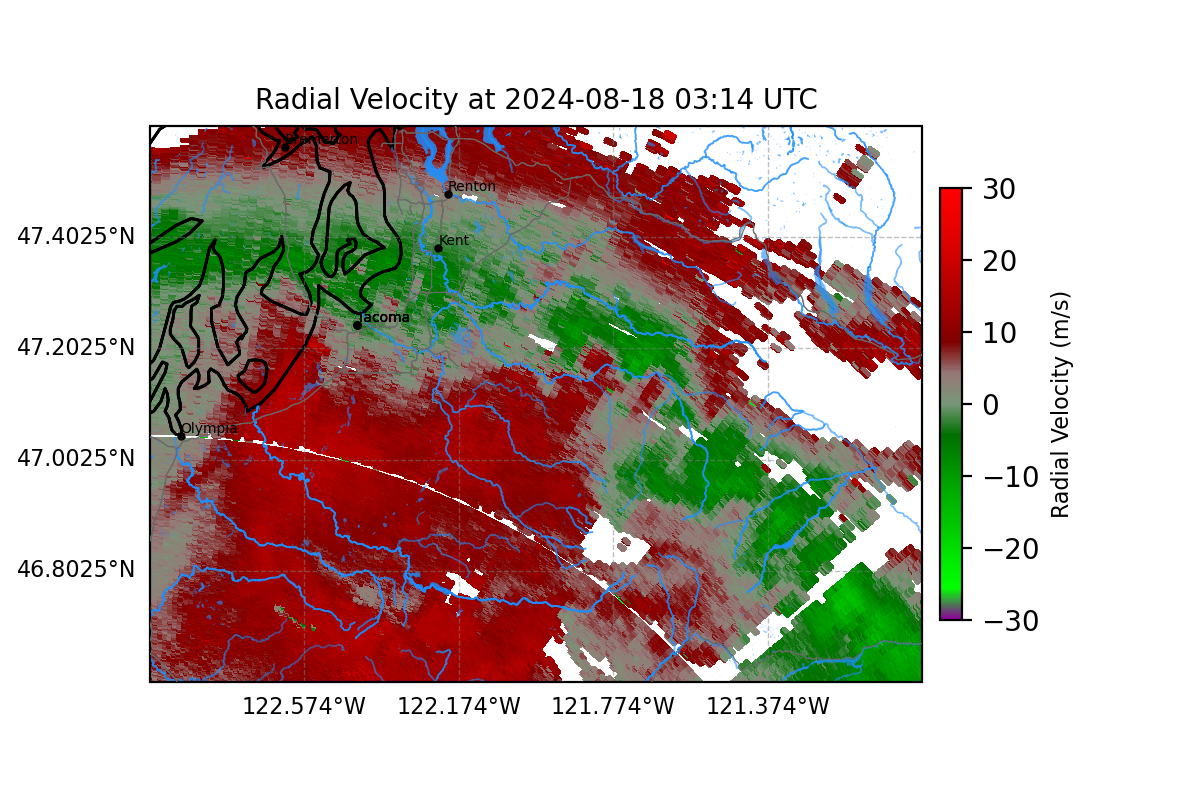 Radial Velocity at 2024-08-18 03:14 UTC
Bremerton
Renton
Kent
Tacoma
Olympia
47.4025°N
47.2025°N
47.0025°N
46.8025°N
122.574°W
122.174°W
121.774°W
121.374°W
30
20
10
0
−10
−20
−30
Radial Velocity (m/s)